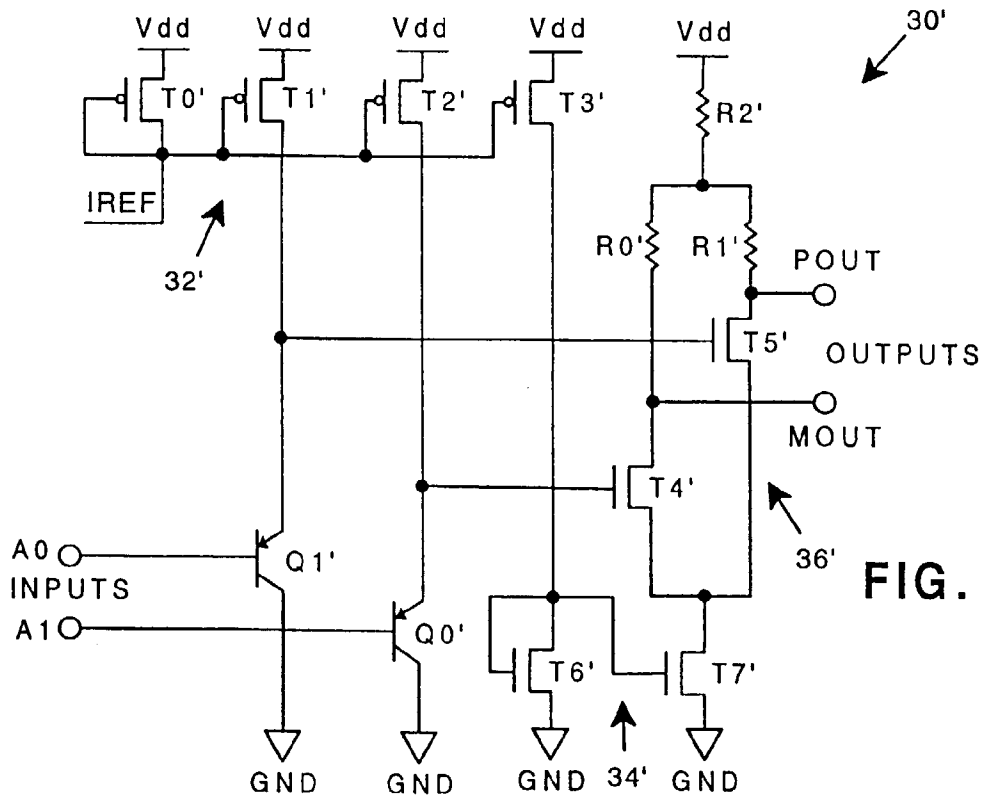 30'
Vdd Vdd Vdd Vdd Vdd
T0' T1' T2' T3' R2'
IREF
32'
R0' R1'
POUT
T5'
OUTPUTS
MOUT
T4'
A0
INPUTS
A1
Q1'
Q0'
36'
FIG.
T6' T7'
34'
GND GND GND GND